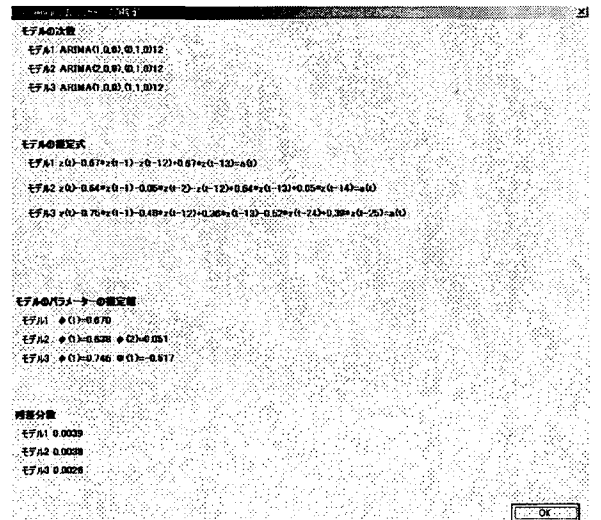 モデルの次数
モデル1 ARIMA(1,0,0),(0,1,0)12
モデル2 ARIMA(2,0,0),(0,1,0)12
モデル3 ARIMA(1,0,0),(1,1,0)12
モデルの推定式
モデル1 z(t)-0.67*z(t-1)-z(t-12)+0.67*z(t-13)=a(t)
モデル2 z(t)-0.64*z(t-1)-0.05*z(t-2)-z(t-12)+0.64*z(t-13)+0.05*z(t-14)=a(t)
モデル3 z(t)-0.75*z(t-1)-0.48*z(t-12)+0.36*z(t-13)-0.52*z(t-24)+0.39*z(t-25)=a(t)
モデルのパラメーターの推定値
モデル1 φ(1)=0.670
モデル2 φ(1)=0.638 φ(2)=0.051
モデル3 φ(1)=0.746 Φ(1)=-0.517
残差分散
モデル1 0.0039
モデル2 0.0038
モデル3 0.0026
OK